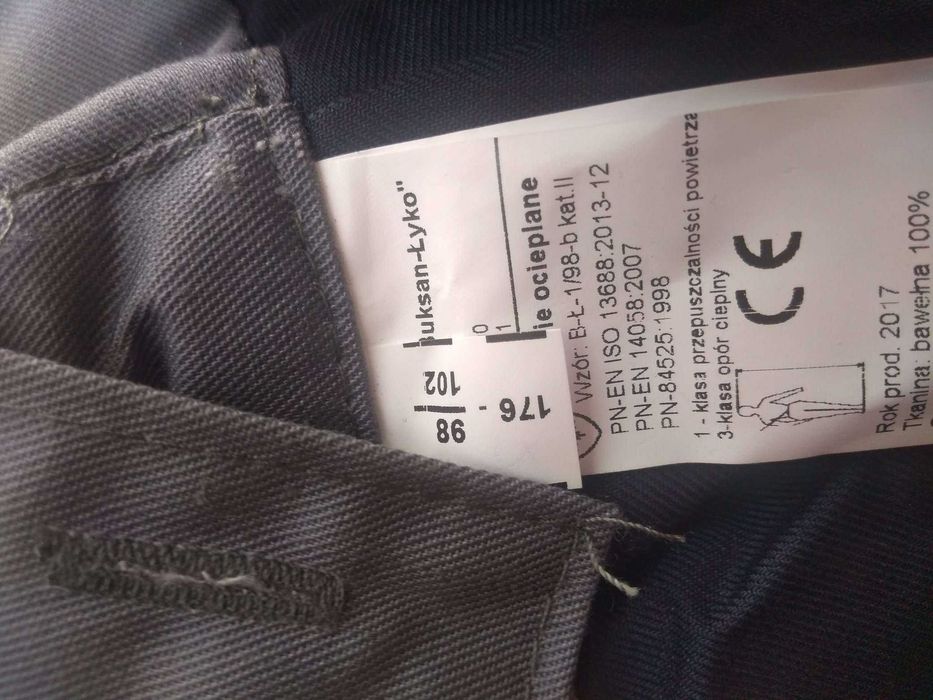 uksan-Łyko"
0
1
ie ocieplane
Wzór: B-Ł-1/98-b kat.II
PN-EN ISO 13688:2013-12
PN-EN 14058:2007
PN-84525:1998
1 - klasa przepuszczalności powietrza
3-klasa opór cieplny
CE
Rok prod. 2017
Tkanina: bawełna 100%
176
98
102